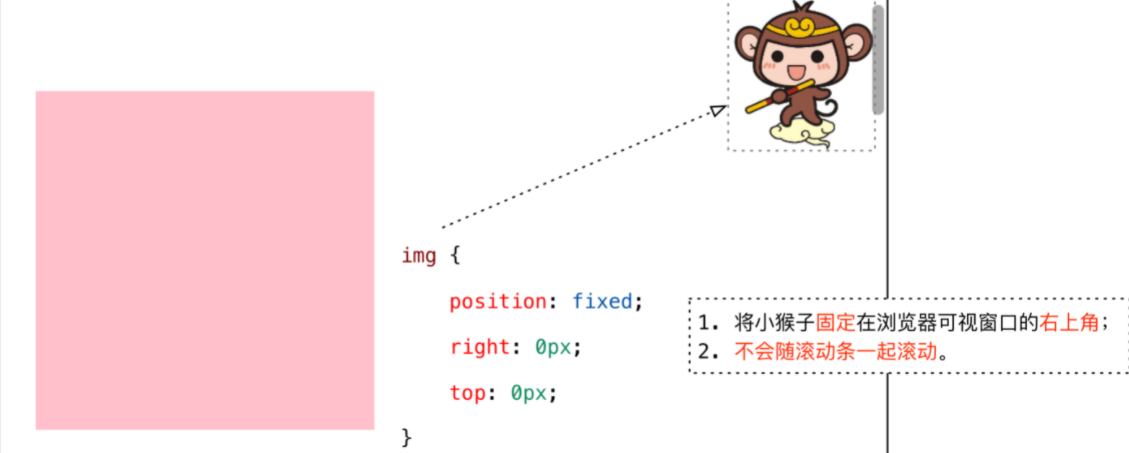 img {
position: fixed;
right: 0px;
top: 0px;
}
1. 将小猴子固定在浏览器可视窗口的右上角；
2. 不会随滚动条一起滚动。